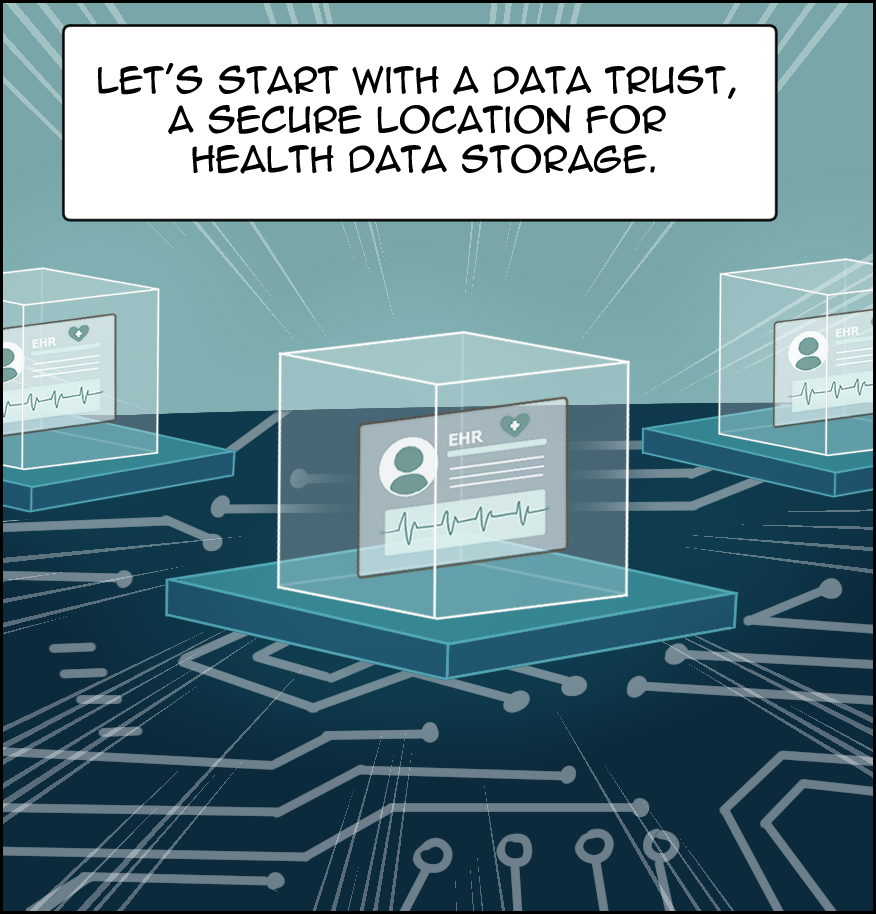 LET'S START WITH A DATA TRUST,
A SECURE LOCATION FOR
HEALTH DATA STORAGE.
EHR
EHR
EHR